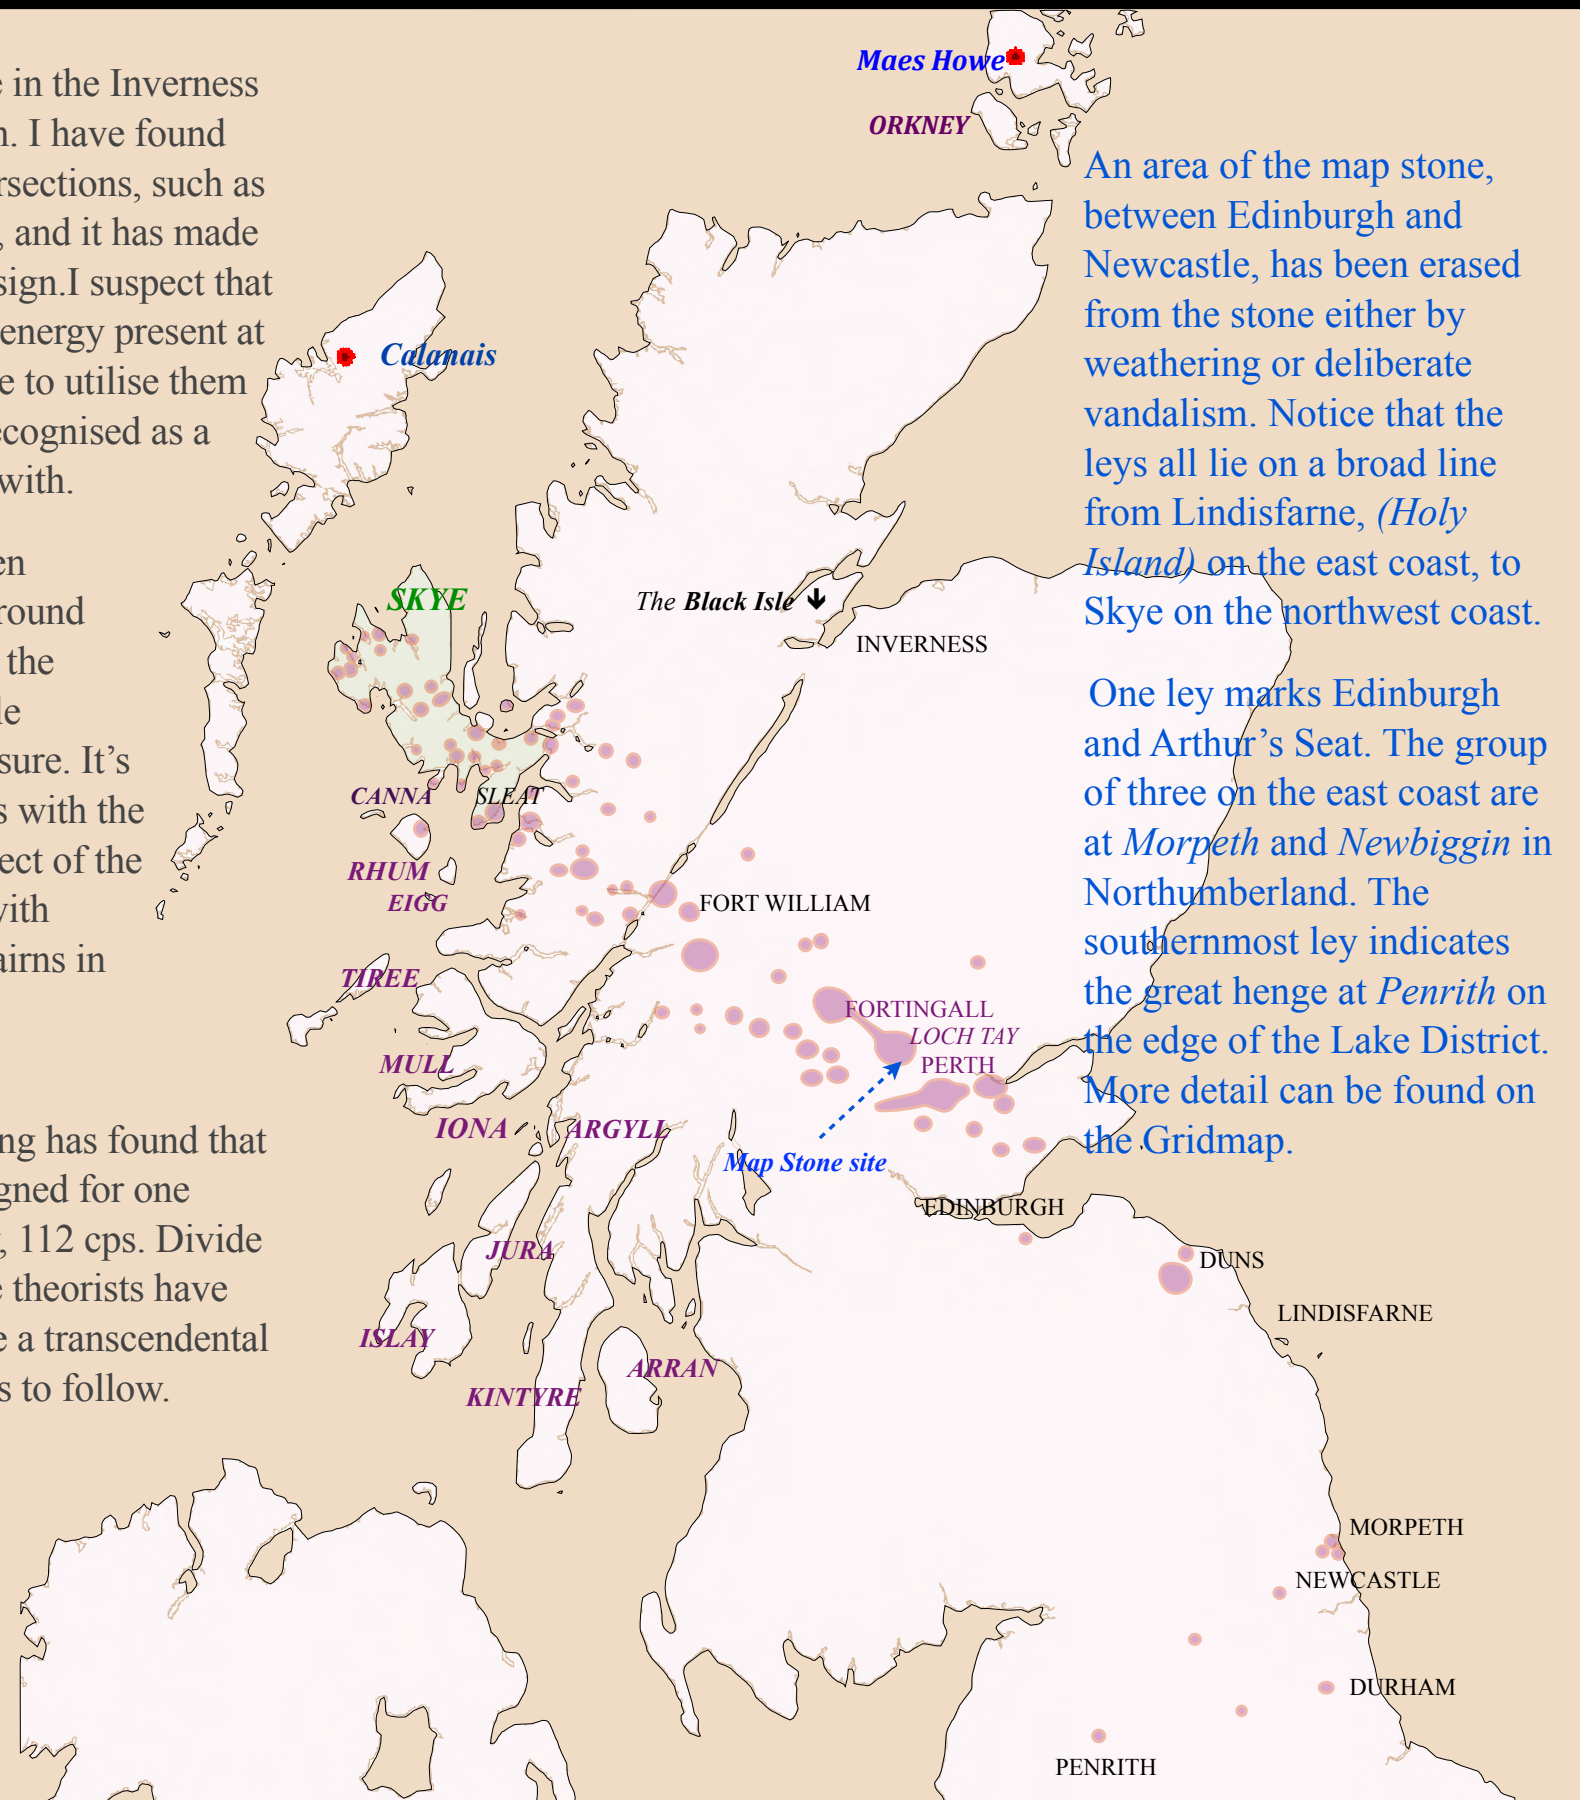 e in the Inverness
n. I have found
rsections, such as
, and it has made
sign.I suspect that
energy present at
e to utilise them
ecognised as a
with.
en
round
the
le
sure. It's
s with the
ect of the
with
airns in
ng has found that
gned for one
, 112 cps. Divide
e theorists have
e a transcendental
s to follow.
Maes Howe
ORKNEY
Calanais
SKYE
The Black Isle
INVERNESS
CANNA
SLEAT
RHUM
EIGG
FORT WILLIAM
TIREE
FORTINGALL
LOCH TAY
PERTH
MULL
IONA
ARGYLL
Map Stone site
EDINBURGH
JURA
DUNS
LINDISFARNE
ISLAY
ARRAN
KINTYRE
MORPETH
NEWCASTLE
DURHAM
PENRITH
An area of the map stone,
between Edinburgh and
Newcastle, has been erased
from the stone either by
weathering or deliberate
vandalism. Notice that the
leys all lie on a broad line
from Lindisfarne, (Holy
Island) on the east coast, to
Skye on the northwest coast.
One ley marks Edinburgh
and Arthur's Seat. The group
of three on the east coast are
at Morpeth and Newbiggin in
Northumberland. The
southernmost ley indicates
the great henge at Penrith on
the edge of the Lake District.
More detail can be found on
the Gridmap.